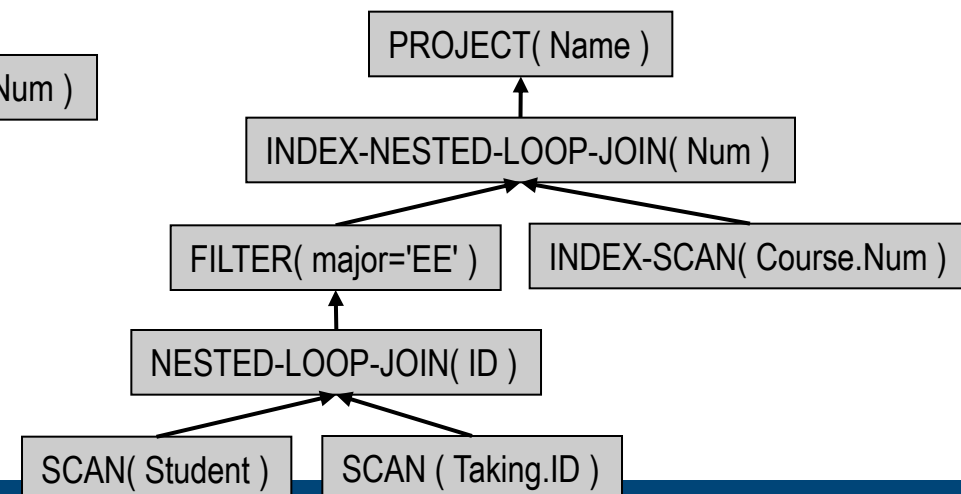 PROJECT( Name )
Num )
INDEX-NESTED-LOOP-JOIN( Num )
FILTER( major='EE' )
INDEX-SCAN( Course.Num )
NESTED-LOOP-JOIN( ID )
SCAN( Student )
SCAN ( Taking.ID )